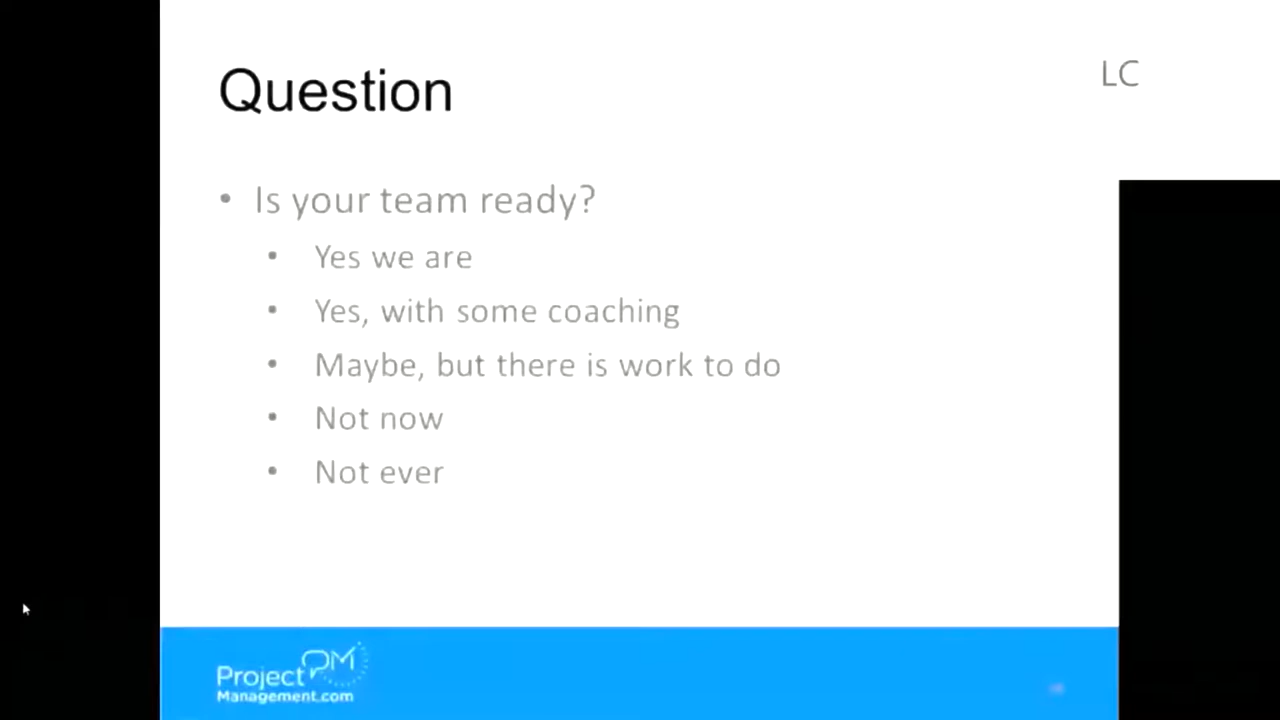 Question
LC
• Is your team ready?
• Yes we are
• Yes, with some coaching
• Maybe, but there is work to do
• Not now
• Not ever
PM
Project
Management.com